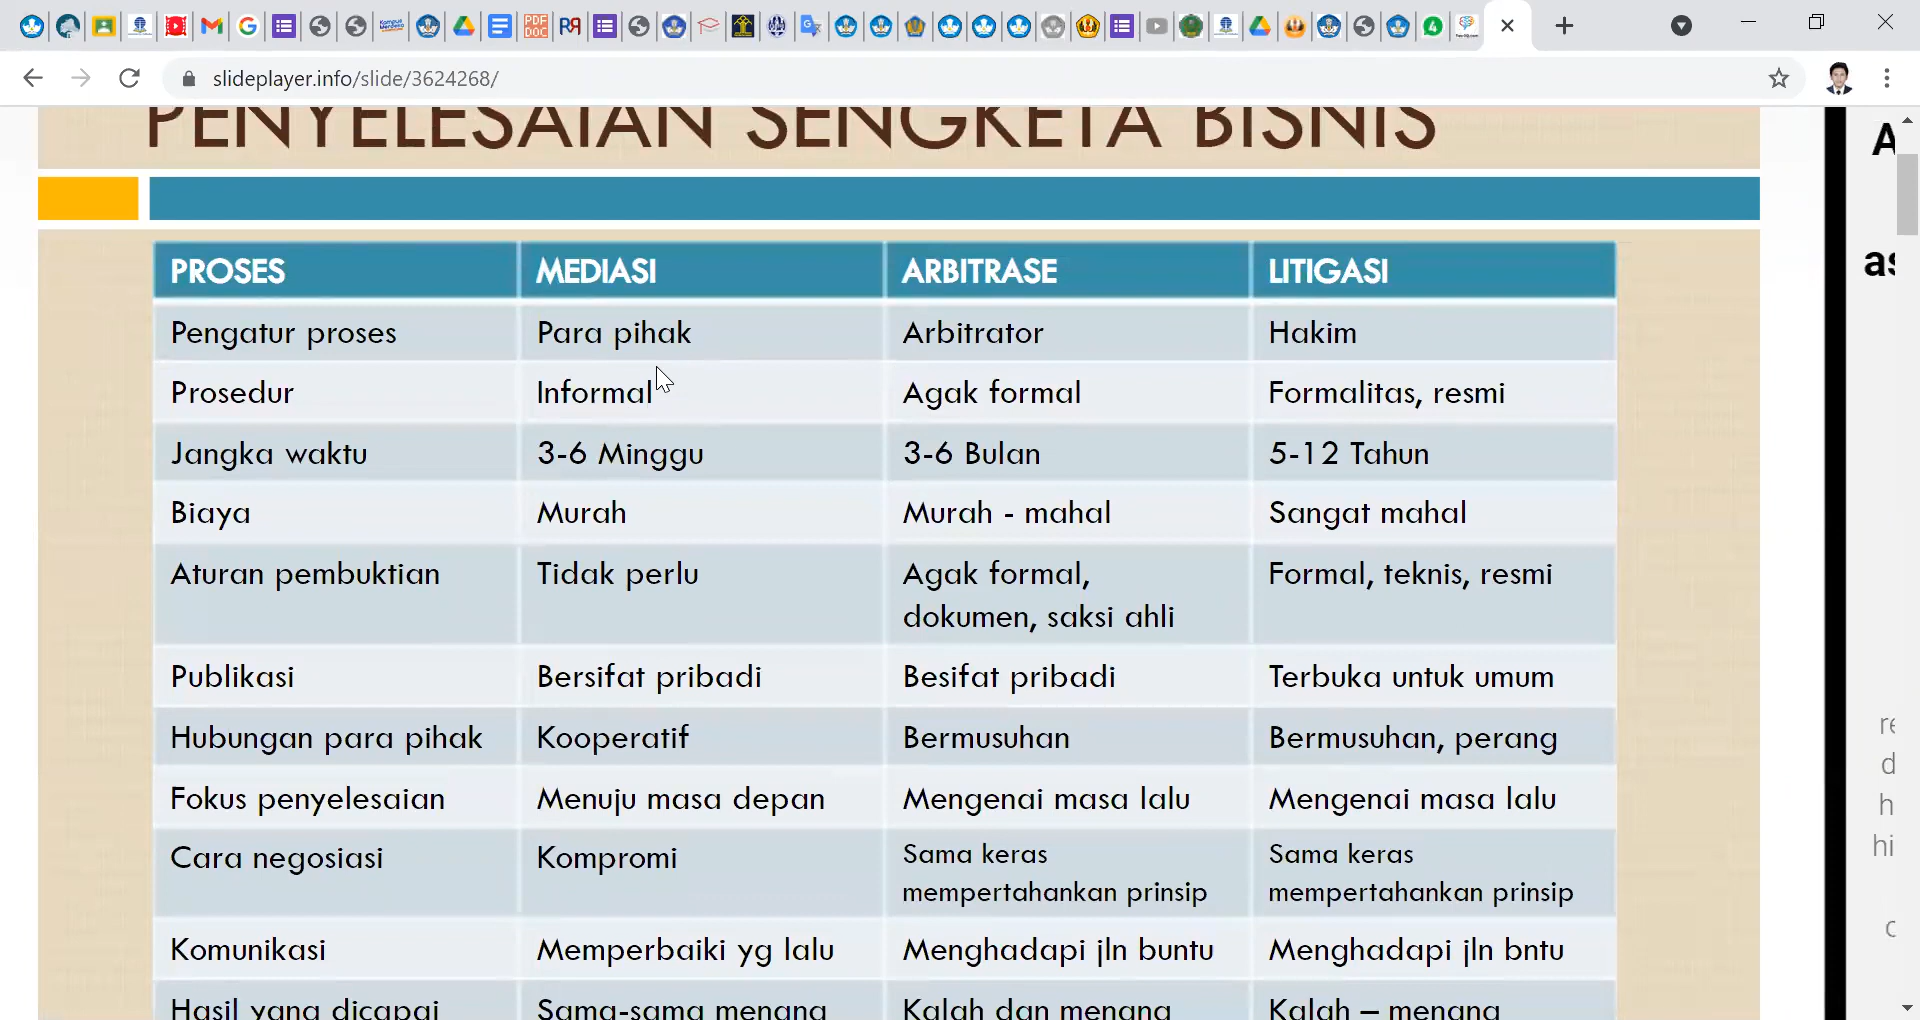 slideplayer.info/slide/3624268/
PENYELESAIAN SENGKETA BISNIS
PROSES MEDIASI ARBITRASE LITIGASI
Pengatur proses Para pihak Arbitrator Hakim
Prosedur Informal Agak formal Formalitas, resmi
Jangka waktu 3-6 Minggu 3-6 Bulan 5-12 Tahun
Biaya Murah Murah - mahal Sangat mahal
Aturan pembuktian Tidak perlu Agak formal, Formal, teknis, resmi
dokumen, saksi ahli
Publikasi Bersifat pribadi Besifat pribadi Terbuka untuk umum
Hubungan para pihak Kooperatif Bermusuhan Bermusuhan, perang
Fokus penyelesaian Menuju masa depan Mengenai masa lalu Mengenai masa lalu
Cara negosiasi Kompromi Sama keras Sama keras
mempertahankan prinsip mempertahankan prinsip
Komunikasi Memperbaiki yg lalu Menghadapi jln buntu Menghadapi jln bntu
Hasil yang dicapai Sama-sama menang Kalah dan menang Kalah – menang